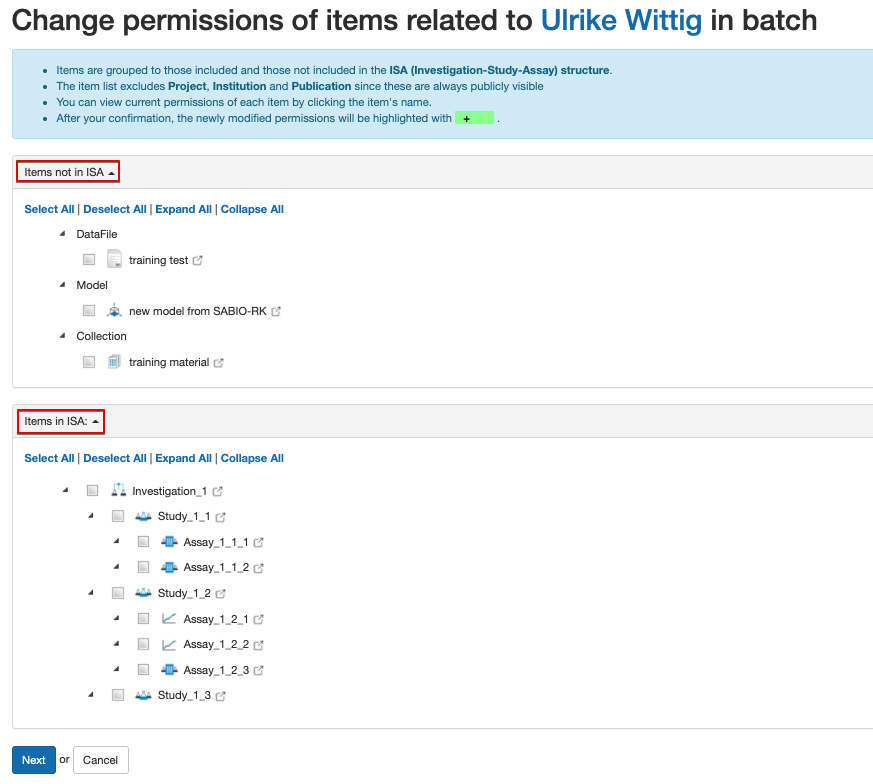 Change permissions of items related to Ulrike Wittig in batch
Items are grouped to those included and those not included in the ISA (Investigation-Study-Assay) structure.
The item list excludes Project, Institution and Publication since these are always publicly visible
You can view current permissions of each item by clicking the item's name.
After your confirmation, the newly modified permissions will be highlighted with + .
Items not in ISA
Select All | Deselect All | Expand All | Collapse All
DataFile
training test
Model
new model from SABIO-RK
Collection
training material
Items in ISA:
Select All | Deselect All | Expand All | Collapse All
Investigation_1
Study_1_1
Assay_1_1_1
Assay_1_1_2
Study_1_2
Assay_1_2_1
Assay_1_2_2
Assay_1_2_3
Study_1_3
Next or Cancel